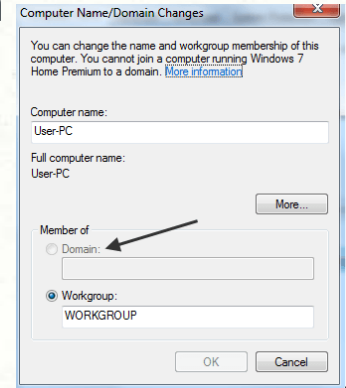 Computer Name/Domain Changes
You can change the name and workgroup membership of this
computer. You cannot join a computer running Windows 7
Home Premium to a domain. More information
Computer name:
User-PC
Full computer name:
User-PC
More...
Member of
Domain:
Workgroup:
WORKGROUP
OK Cancel